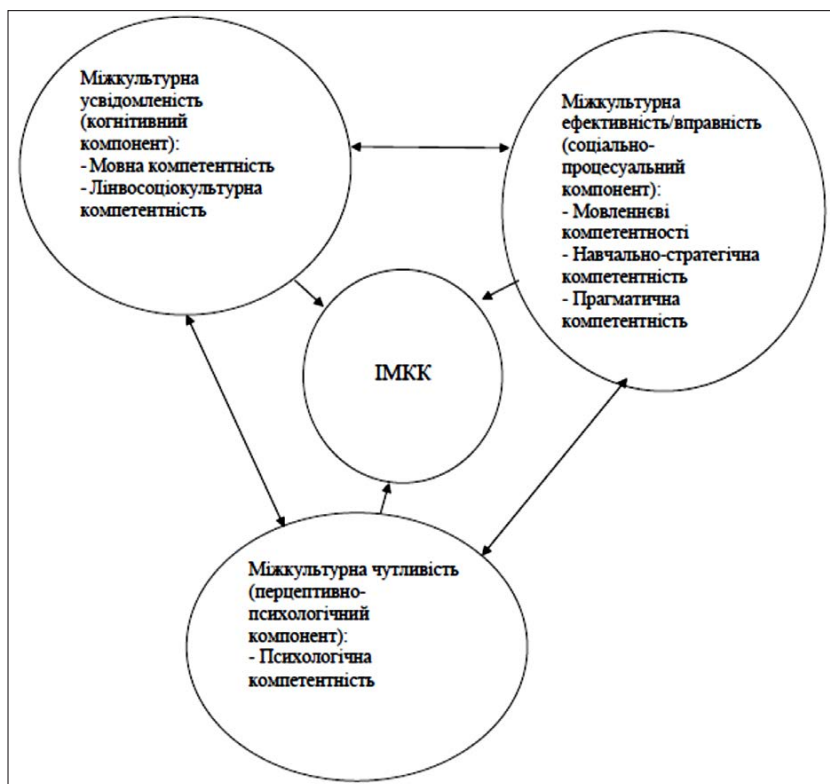 Міжкультурна
усвідомленість
(когнітивний
компонент):
- Мовна компетентність
- Лінвосоціокультурна
компетентність
Міжкультурна
ефективність/вправність
(соціально-
процесуальний
компонент):
- Мовленнєві
компетентності
- Навчально-стратегічна
компетентність
- Прагматична
компетентність
ІМКК
Міжкультурна чутливість
(перцептивно-
психологічний
компонент):
- Психологічна
компетентність